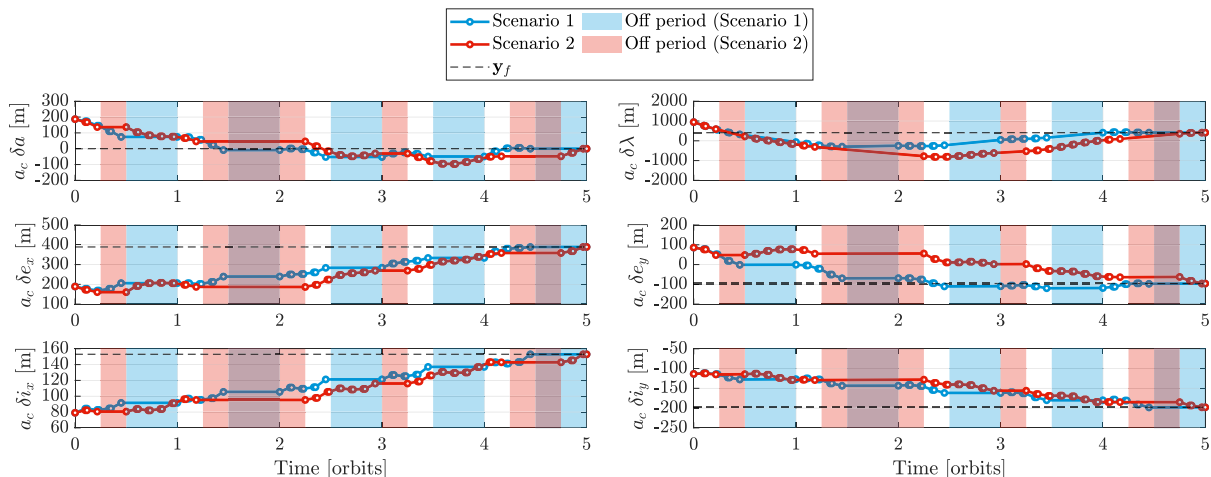 Scenario 1 Off period (Scenario 1)
Scenario 2 Off period (Scenario 2)
y_f
a_c δa [m]
300
200
100
0
-100
-200
0 1 2 3 4 5
a_c δλ [m]
2000
1000
0
-1000
-2000
0 1 2 3 4 5
a_c δe_x [m]
500
400
300
200
100
0 1 2 3 4 5
a_c δe_y [m]
200
100
0
-100
-200
0 1 2 3 4 5
a_c δi_x [m]
160
140
120
100
80
60
0 1 2 3 4 5
Time [orbits]
a_c δi_y [m]
-50
-100
-150
-200
-250
0 1 2 3 4 5
Time [orbits]